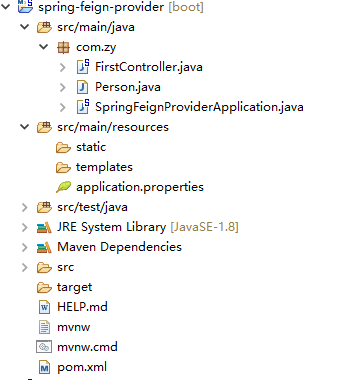 spring-feign-provider [boot]
src/main/java
com.zy
FirstController.java
Person.java
SpringFeignProviderApplication.java
src/main/resources
static
templates
application.properties
src/test/java
JRE System Library [JavaSE-1.8]
Maven Dependencies
src
target
HELP.md
mvnw
mvnw.cmd
pom.xml